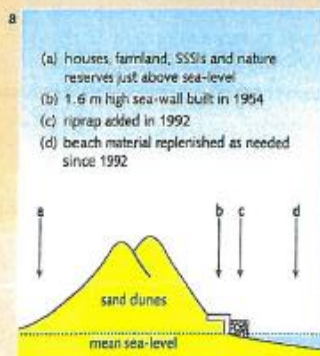 a
(a) houses, farmland, SSSIs and nature
reserves just above sea-level
(b) 1.6 m high sea-wall built in 1954
(c) riprap added in 1992
(d) beach material replenished as needed
since 1992
a b c d
sand dunes
mean sea-level